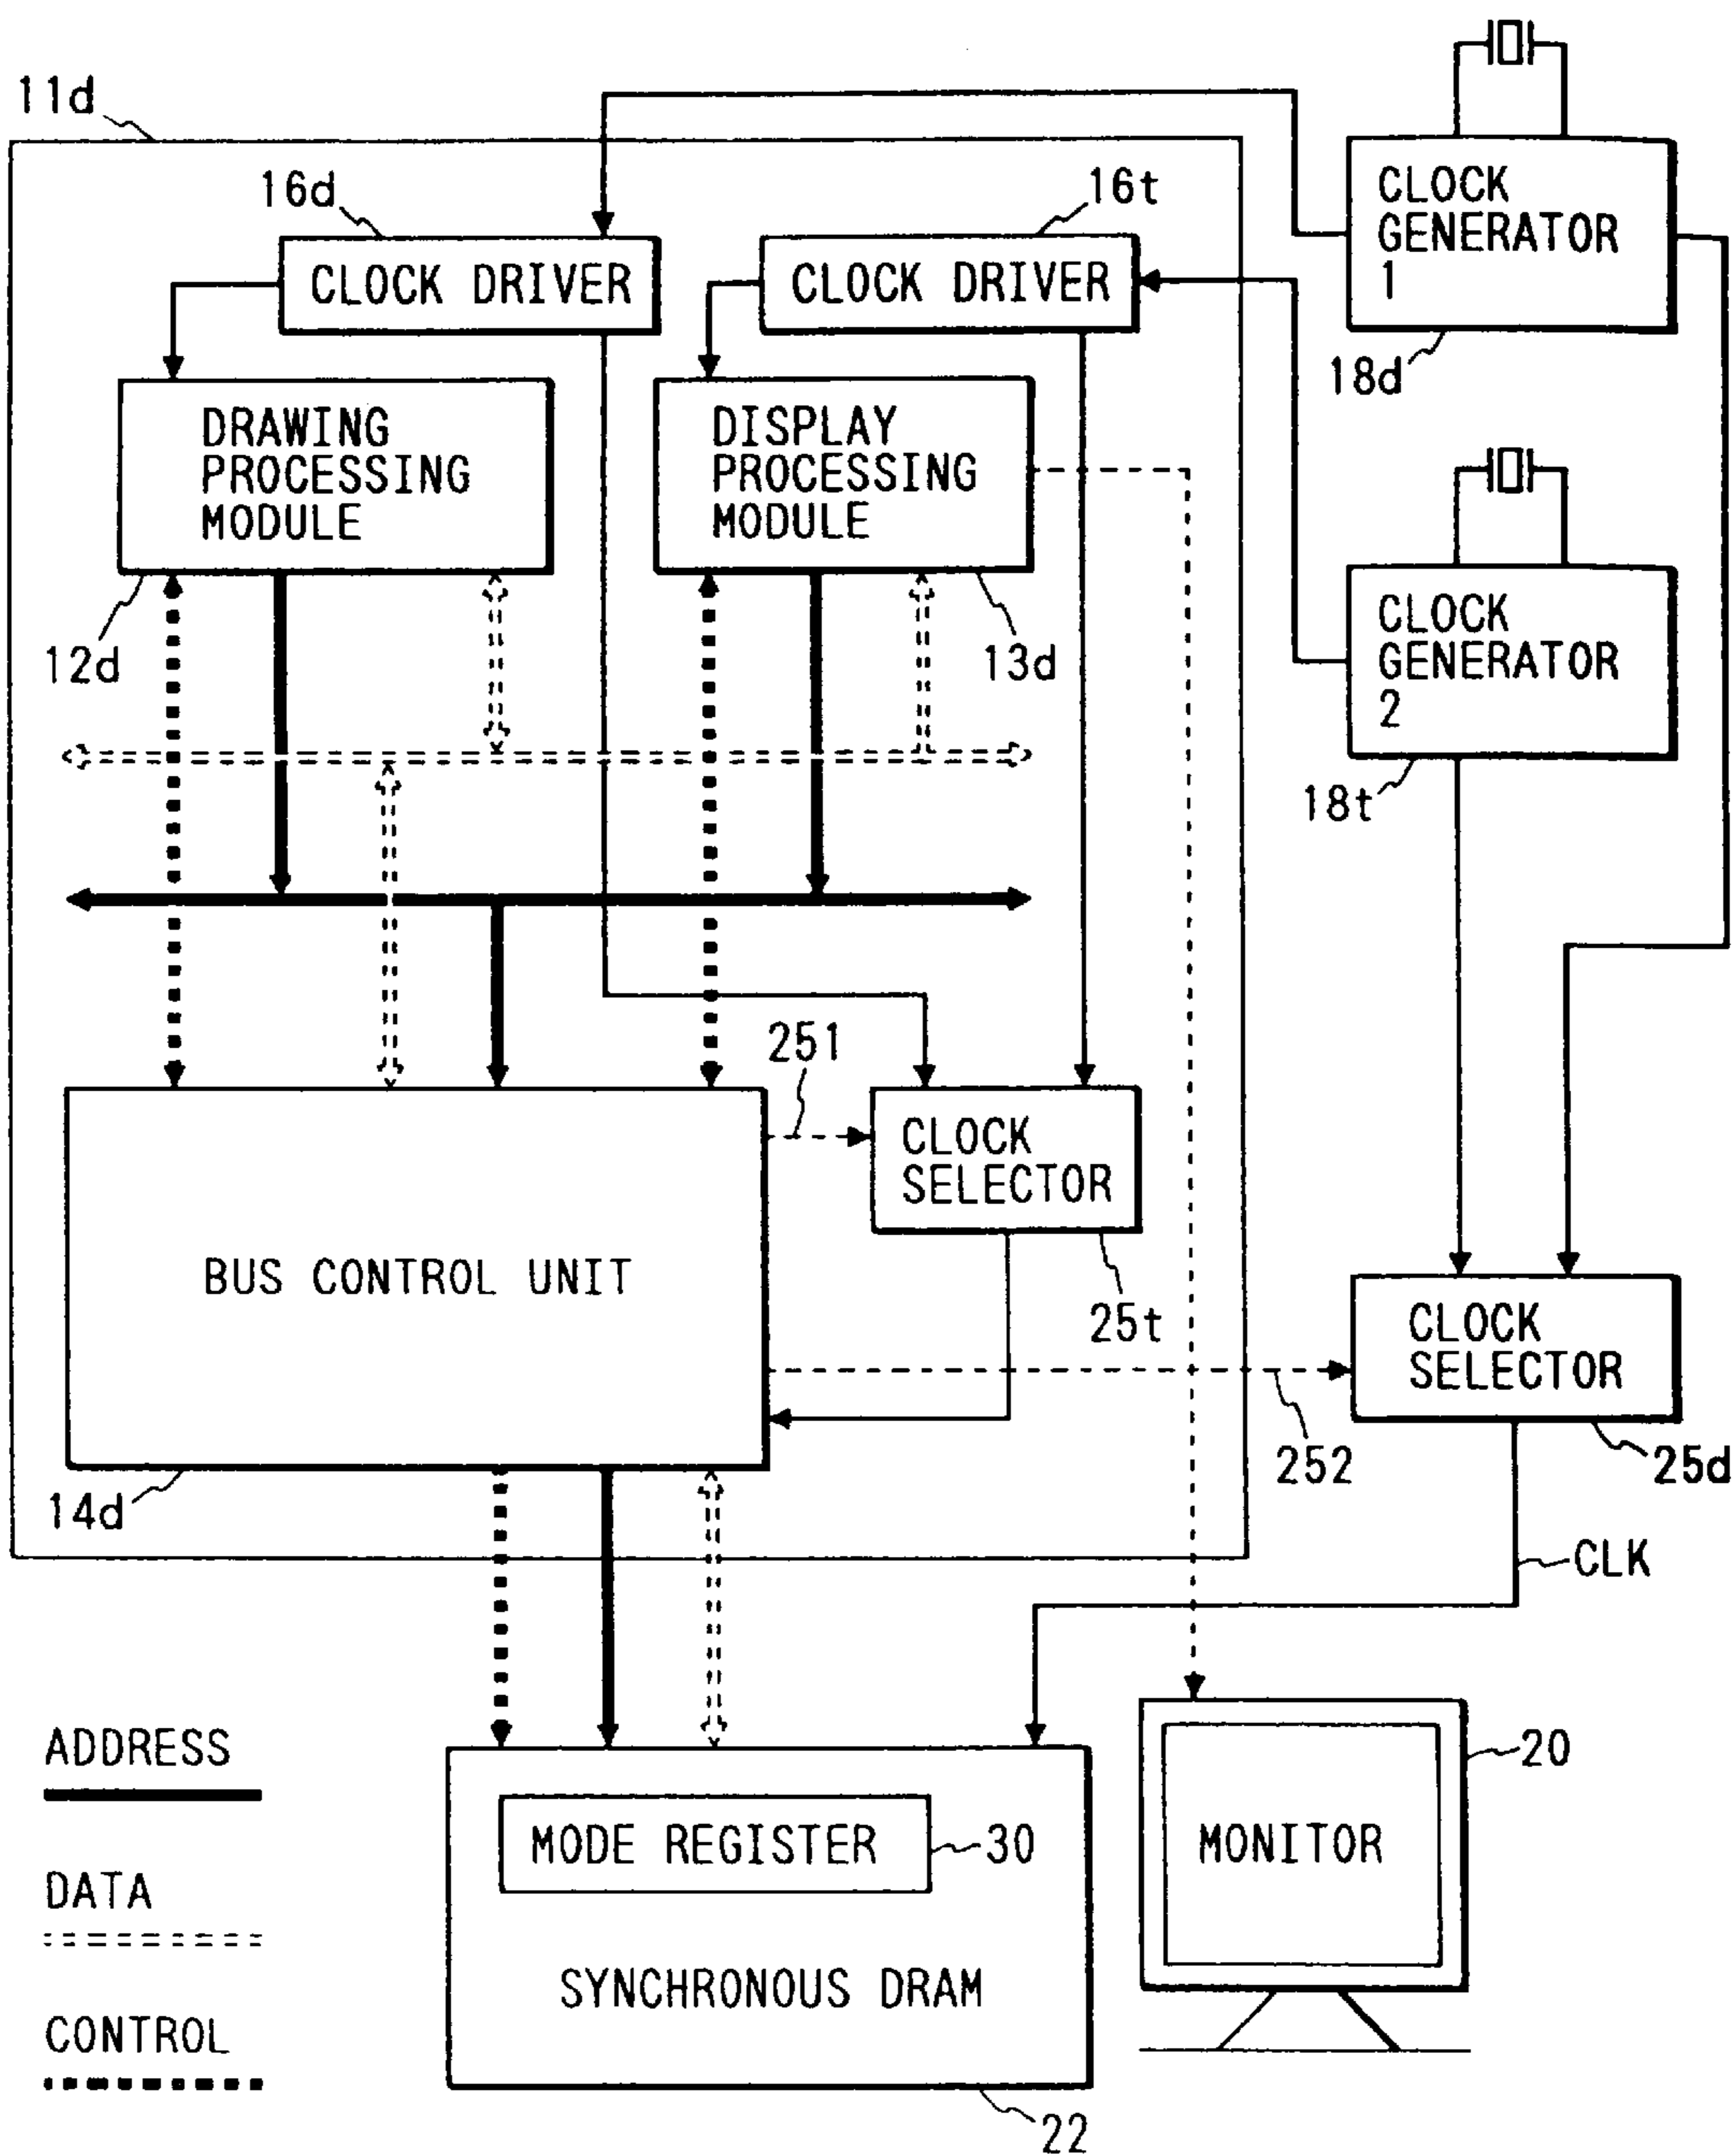 11d
16d
16t
CLOCK
GENERATOR
1
CLOCK DRIVER
CLOCK DRIVER
18d
DRAWING
PROCESSING
MODULE
DISPLAY
PROCESSING
MODULE
12d
13d
CLOCK
GENERATOR
2
18t
251
CLOCK
SELECTOR
BUS CONTROL UNIT
25t
CLOCK
SELECTOR
252
25d
14d
CLK
ADDRESS
20
MODE REGISTER
30
MONITOR
DATA
SYNCHRONOUS DRAM
CONTROL
22